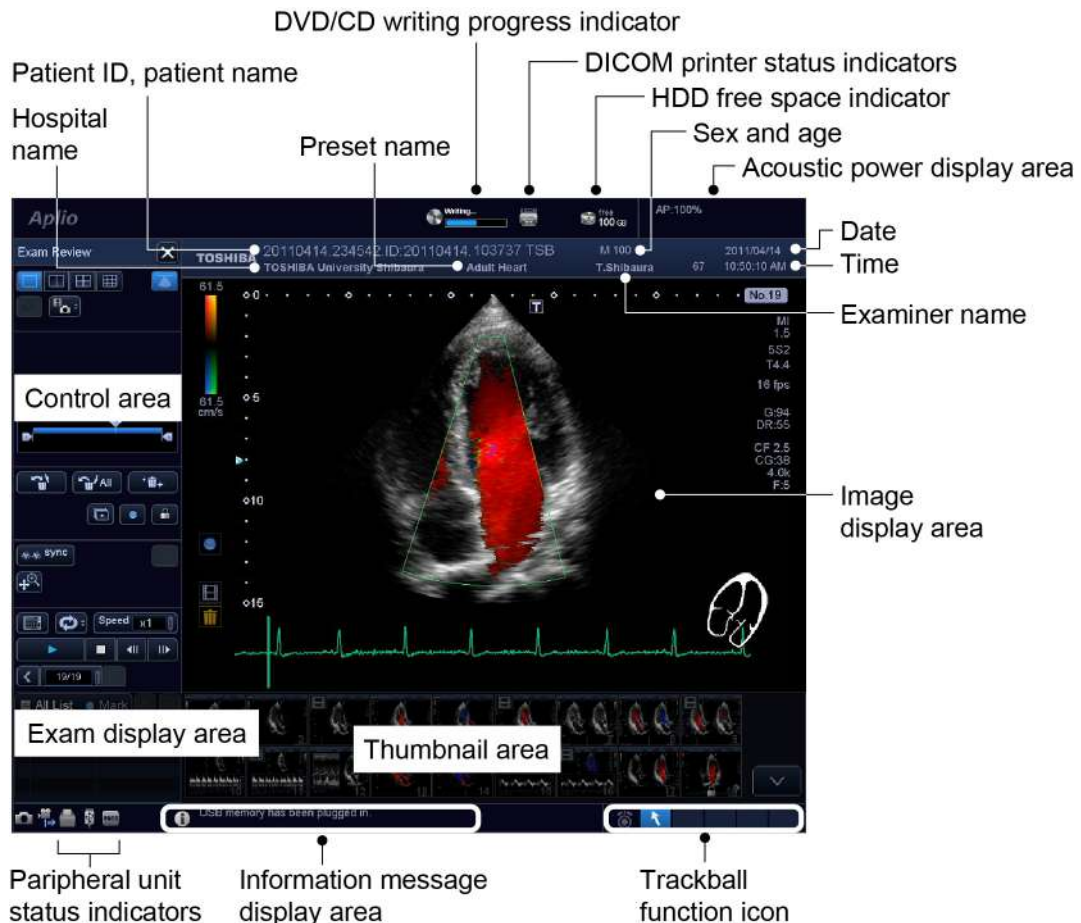 DVD/CD writing progress indicator
Patient ID, patient name
DICOM printer status indicators
HDD free space indicator
Hospital
name
Preset name
Sex and age
Acoustic power display area
Aplio
Writing...
free
100 GB
AP:100%
Exam Review
TOSHIBA
20110414.234542.ID:20110414.103737 TSB
M 100
2011/04/14
Date
TOSHIBA University Shibaura
Adult Heart
T.Shibaura
67
10:50:10 AM
Time
Examiner name
61.5
0
T
No.19
MI
1.5
5S2
T4.4
16 fps
G:94
DR:55
CF 2.5
CG:38
4.0k
F:5
Control area
61.5
cm/s
5
All
10
Image
display area
sync
15
Speed x1
19/19
All List
Mark
Exam display area
Thumbnail area
USB memory has been plugged in.
Paripheral unit
status indicators
Information message
display area
Trackball
function icon